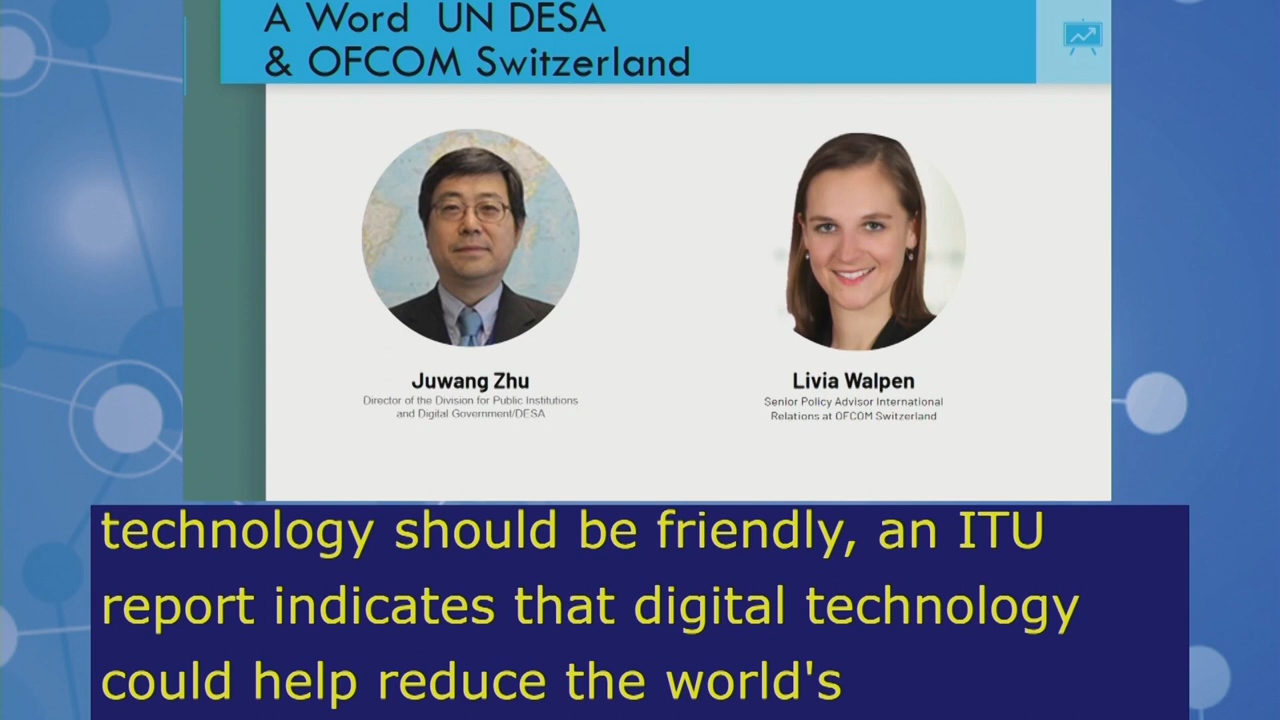 A Word UN DESA
& OFCOM Switzerland
Juwang Zhu
Director of the Division for Public Institutions
and Digital Government/DESA
Livia Walpen
Senior Policy Advisor International
Relations at OFCOM Switzerland
technology should be friendly, an ITU
report indicates that digital technology
could help reduce the world's